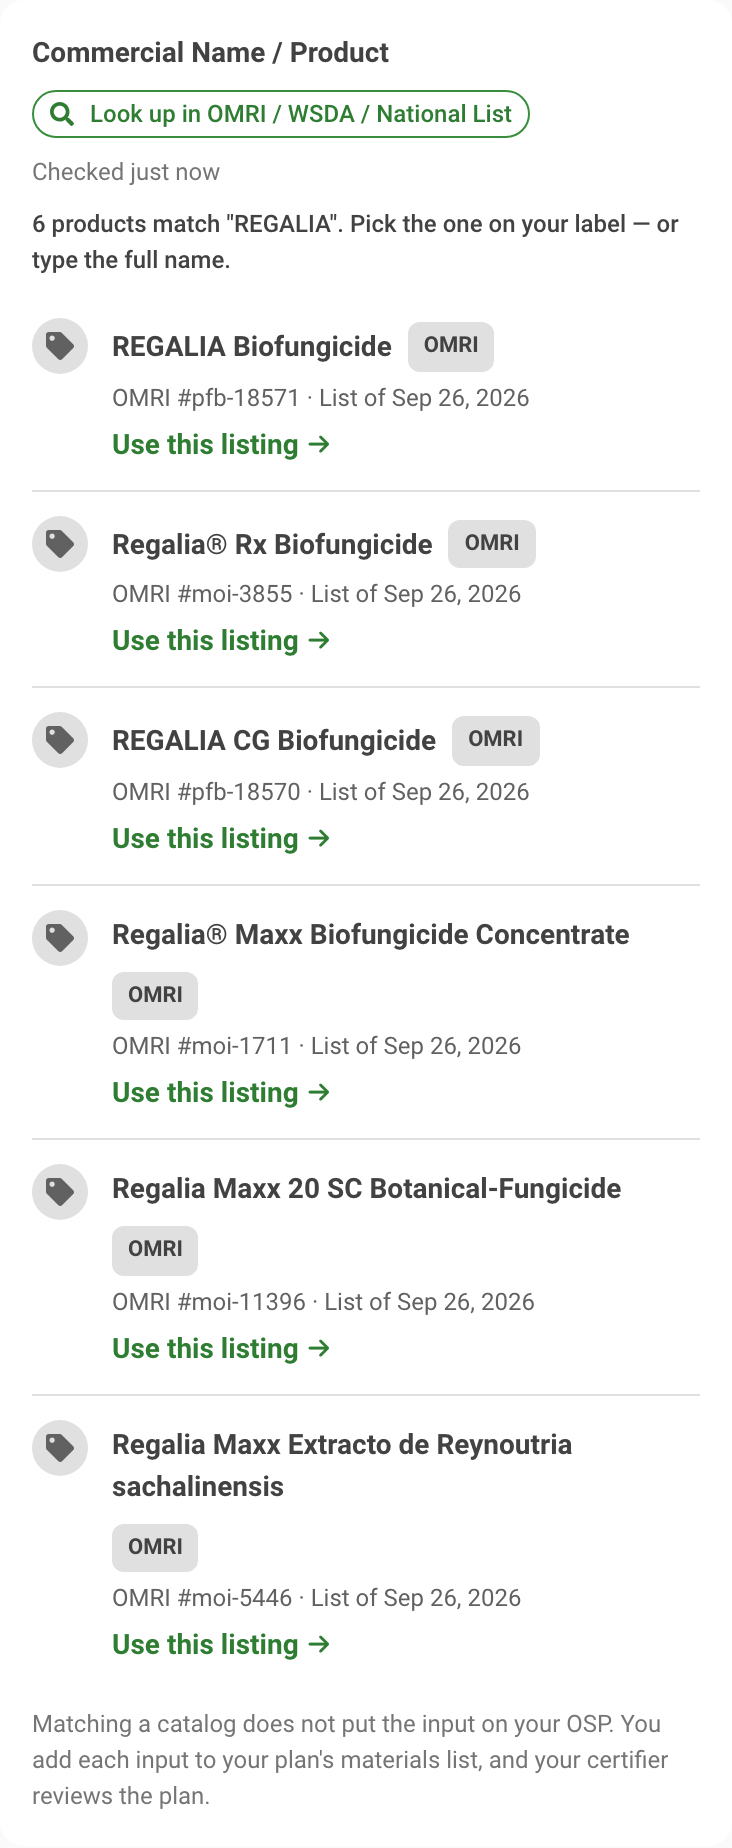 Commercial Name / Product
Look up in OMRI / WSDA / National List
Checked just now
6 products match "REGALIA". Pick the one on your label — or
type the full name.
REGALIA Biofungicide OMRI
OMRI #pfb-18571 · List of Sep 26, 2026
Use this listing →
Regalia® Rx Biofungicide OMRI
OMRI #moi-3855 · List of Sep 26, 2026
Use this listing →
REGALIA CG Biofungicide OMRI
OMRI #pfb-18570 · List of Sep 26, 2026
Use this listing →
Regalia® Maxx Biofungicide Concentrate
OMRI
OMRI #moi-1711 · List of Sep 26, 2026
Use this listing →
Regalia Maxx 20 SC Botanical-Fungicide
OMRI
OMRI #moi-11396 · List of Sep 26, 2026
Use this listing →
Regalia Maxx Extracto de Reynoutria
sachalinensis
OMRI
OMRI #moi-5446 · List of Sep 26, 2026
Use this listing →
Matching a catalog does not put the input on your OSP. You
add each input to your plan's materials list, and your certifier
reviews the plan.